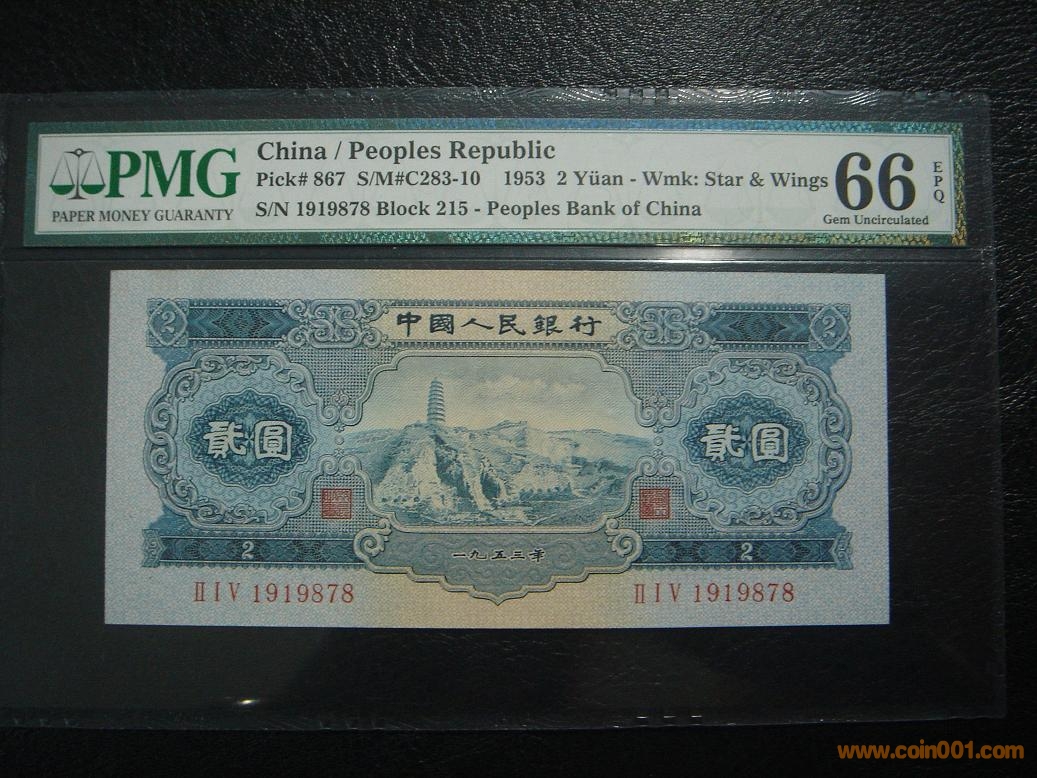 PMG
PAPER MONEY GUARANTY
China / Peoples Republic
Pick# 867 S/M#C283-10 1953 2 Yüan - Wmk: Star & Wings
S/N 1919878 Block 215 - Peoples Bank of China
66
EPQ
Gem Uncirculated
2
中國人民銀行
2
貳圓
貳圓
2
一九五三年
2
II I V 1919878
II I V 1919878
www.coin001.com